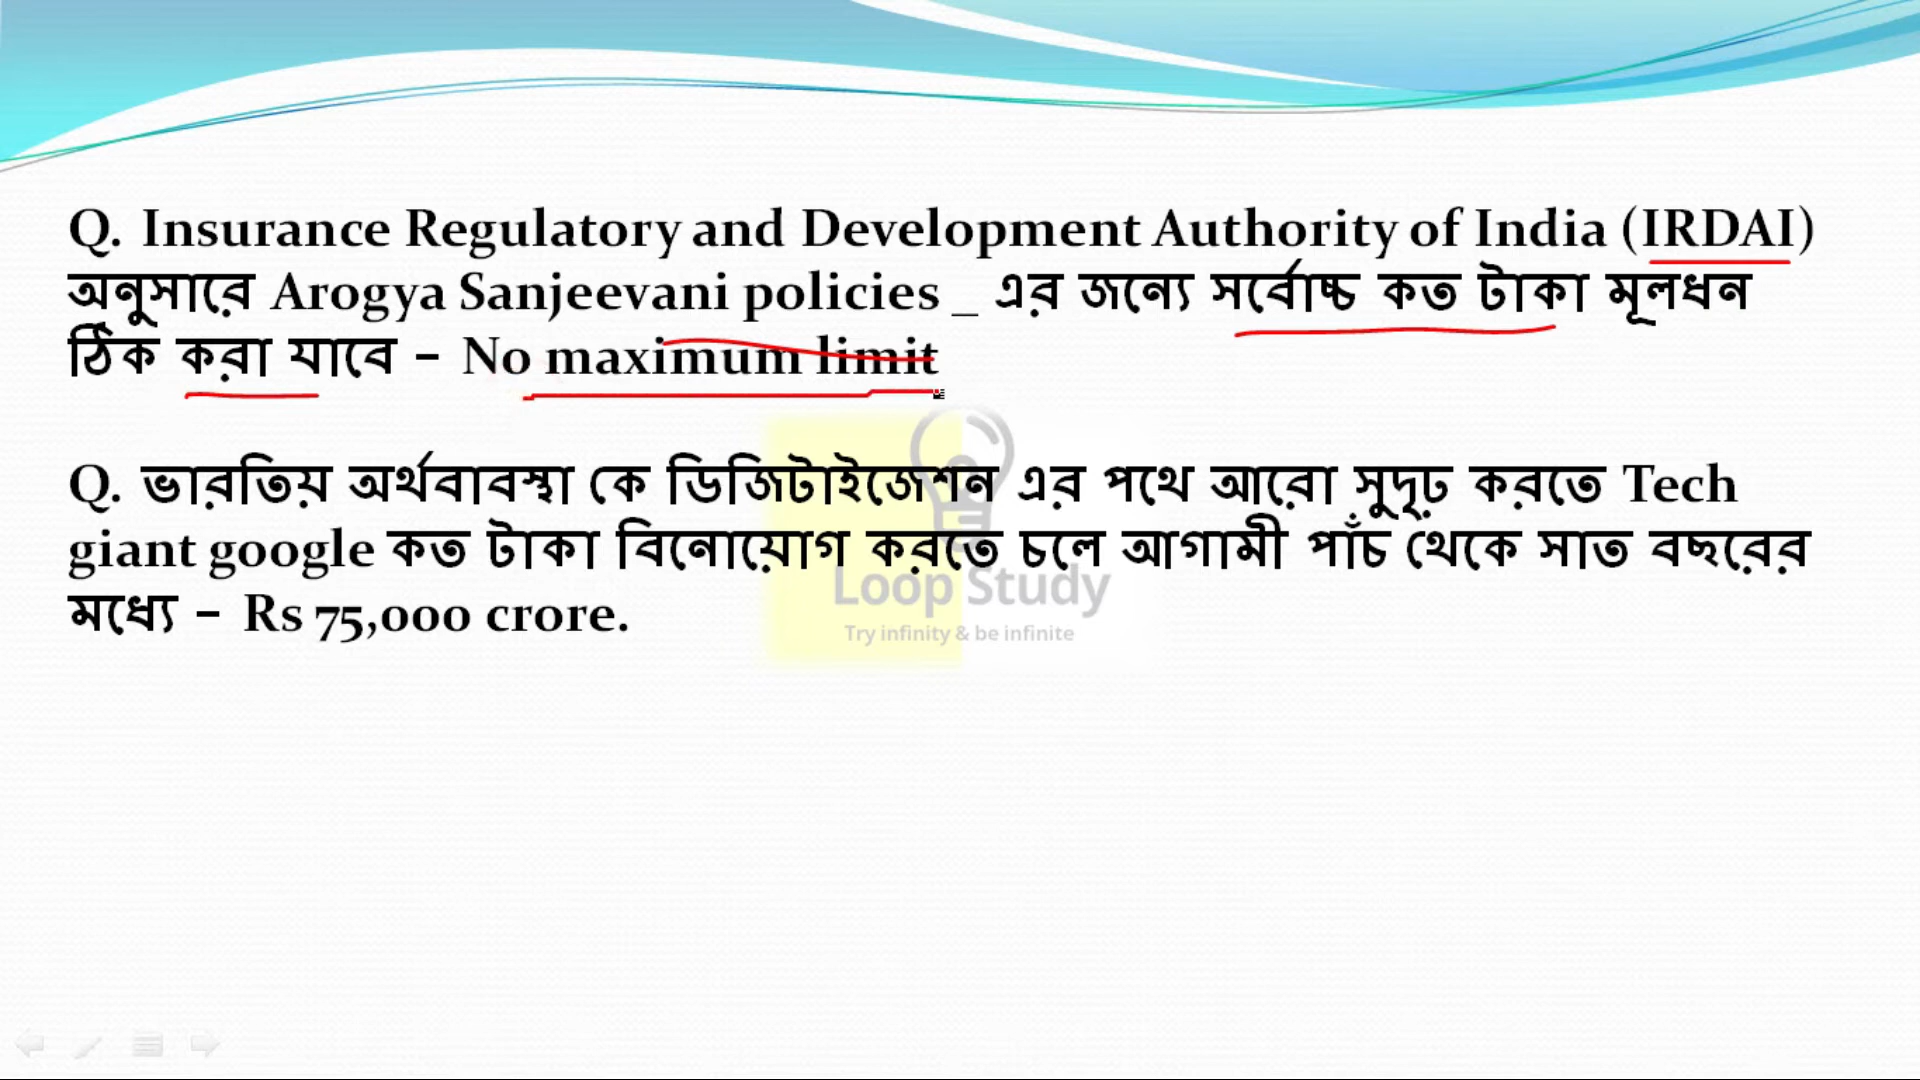 Q. Insurance Regulatory and Development Authority of India (IRDAI)
অনুসারে Arogya Sanjeevani policies _ এর জন্যে সর্বোচ্চ কত টাকা মূলধন
ঠিক করা যাবে – No maximum limit
Q. ভারতিয় অর্থবাবস্থা কে ডিজিটাইজেশন এর পথে আরো সুদৃঢ় করতে Tech
giant google কত টাকা বিনোয়োগ করতে চলে আগামী পাঁচ থেকে সাত বছরের
মধ্যে – Rs 75,000 crore.
Loop Study
Try infinity & be infinite